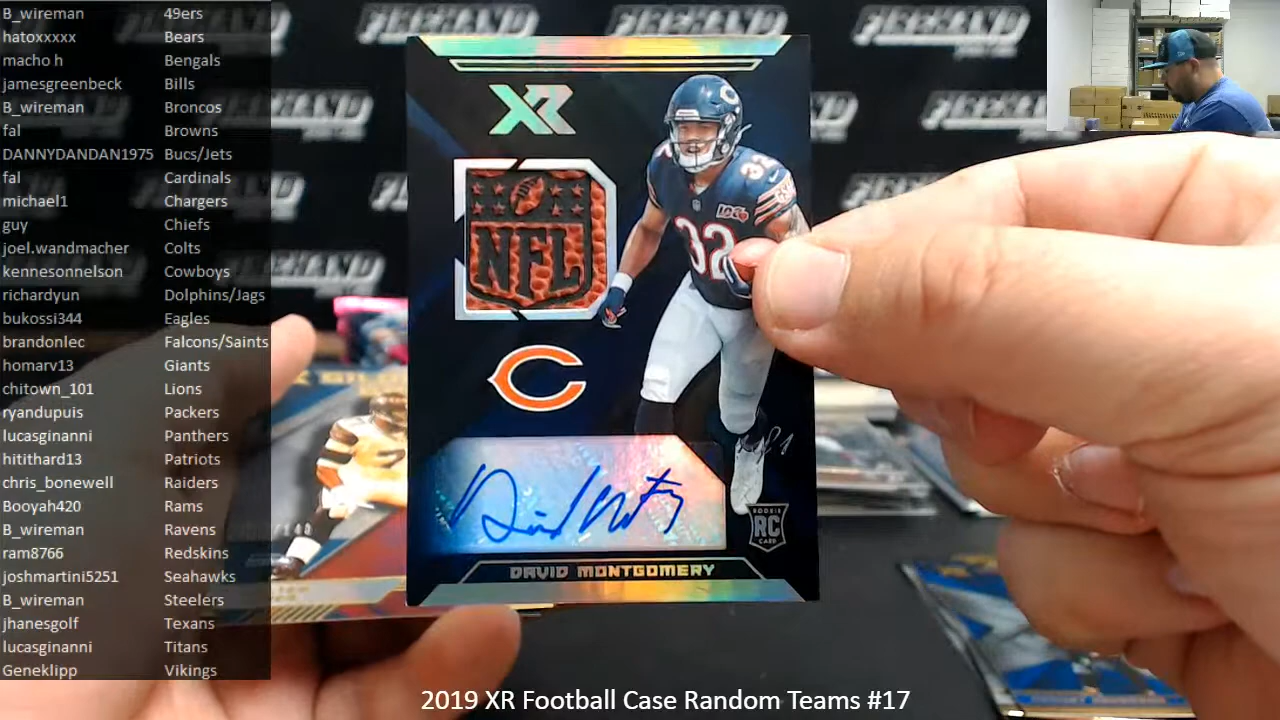 B_wireman 49ers
hatoxxxxx Bears
macho h Bengals
jamesgreenbeck Bills
B_wireman Broncos
fal Browns
DANNYDANDAN1975 Bucs/Jets
fal Cardinals
michael1 Chargers
guy Chiefs
joel.wandmacher Colts
kennesonnelson Cowboys
richardyun Dolphins/Jags
bukossi344 Eagles
brandonlec Falcons/Saints
homarv13 Giants
chitown_101 Lions
ryandupuis Packers
lucasginanni Panthers
hitithard13 Patriots
chris_bonewell Raiders
Booyah420 Rams
B_wireman Ravens
ram8766 Redskins
joshmartini5251 Seahawks
B_wireman Steelers
jhanesgolf Texans
lucasginanni Titans
Geneklipp Vikings
XR
NFL
32
ROOKIE
RC
CARD
DAVID MONTGOMERY
2019 XR Football Case Random Teams #17